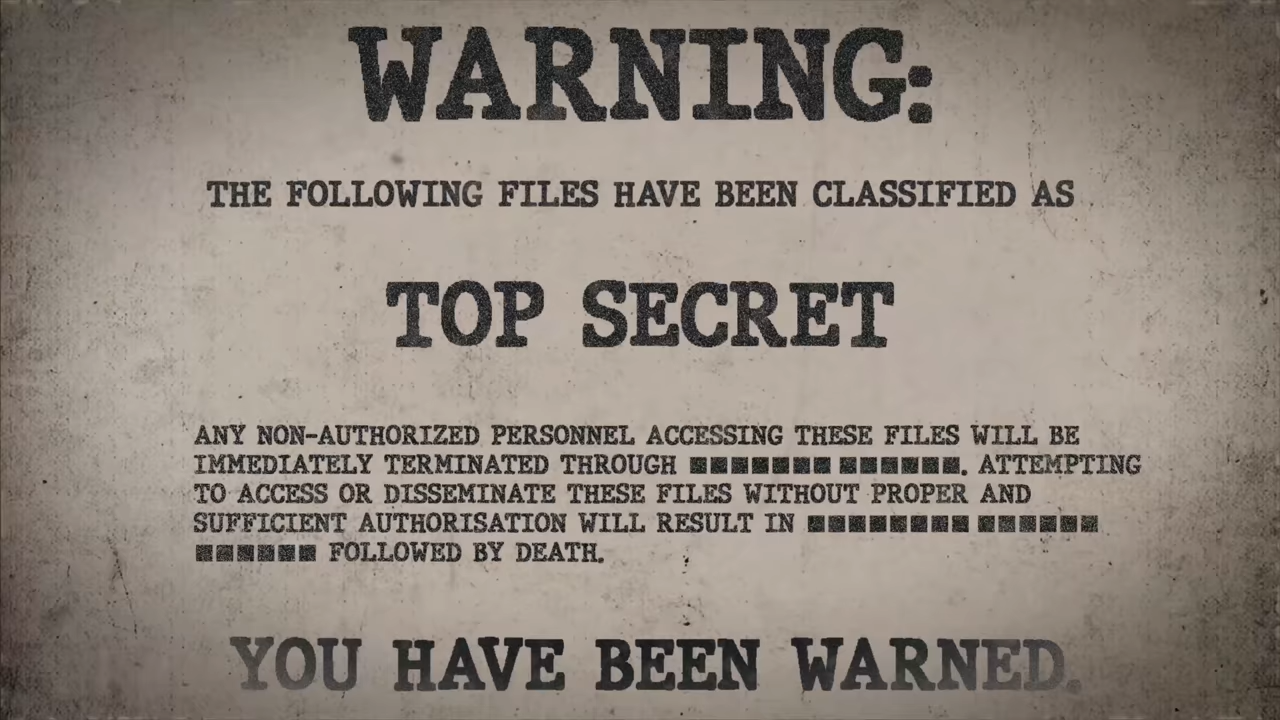 WARNING:
THE FOLLOWING FILES HAVE BEEN CLASSIFIED AS
TOP SECRET
ANY NON-AUTHORIZED PERSONNEL ACCESSING THESE FILES WILL BE
IMMEDIATELY TERMINATED THROUGH ■■■■■■■ ■■■■■■. ATTEMPTING
TO ACCESS OR DISSEMINATE THESE FILES WITHOUT PROPER AND
SUFFICIENT AUTHORISATION WILL RESULT IN ■■■■■■■■ ■■■■■■
■■■■■■ FOLLOWED BY DEATH.
YOU HAVE BEEN WARNED.